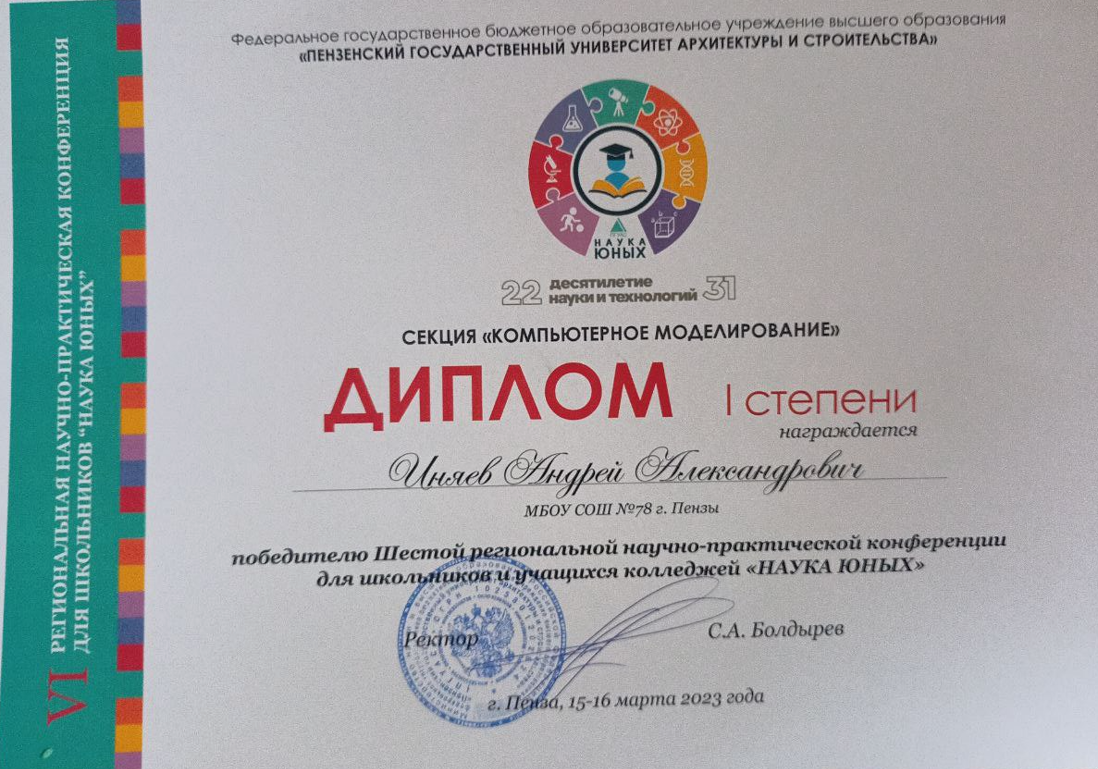 Федеральное государственное бюджетное образовательное учреждение высшего образования
«ПЕНЗЕНСКИЙ ГОСУДАРСТВЕННЫЙ УНИВЕРСИТЕТ АРХИТЕКТУРЫ И СТРОИТЕЛЬСТВА»
VI РЕГИОНАЛЬНАЯ НАУЧНО-ПРАКТИЧЕСКАЯ КОНФЕРЕНЦИЯ
ДЛЯ ШКОЛЬНИКОВ “НАУКА ЮНЫХ”
НАУКА
ЮНЫХ
22 десятилетие 31
науки и технологий
СЕКЦИЯ «КОМПЬЮТЕРНОЕ МОДЕЛИРОВАНИЕ»
ДИПЛОМ I степени
награждается
Иняев Андрей Александрович
МБОУ СОШ №78 г. Пензы
победителю Шестой региональной научно-практической конференции
для школьников и учащихся колледжей «НАУКА ЮНЫХ»
Ректор С.А. Болдырев
г. Пенза, 15-16 марта 2023 года